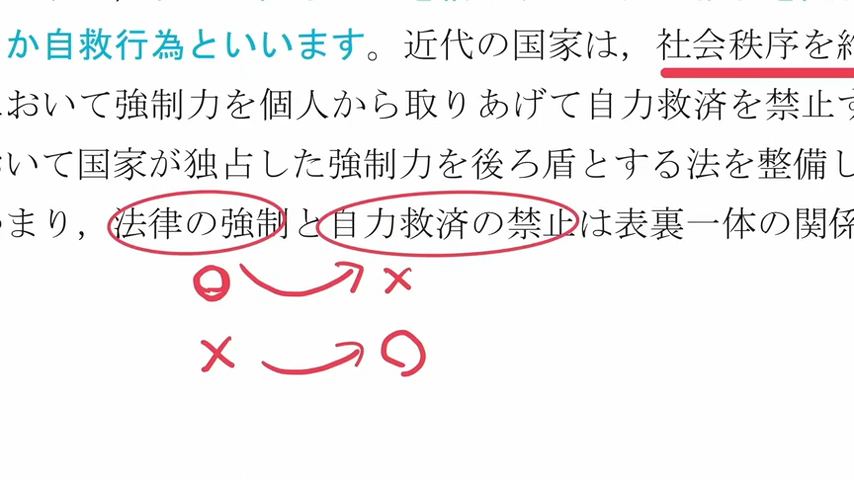 か自救行為といいます。近代の国家は，社会秩序を維
おいて強制力を個人から取りあげて自力救済を禁止す
いて国家が独占した強制力を後ろ盾とする法を整備し
まり，法律の強制と自力救済の禁止は表裏一体の関係
○ ×
× ○